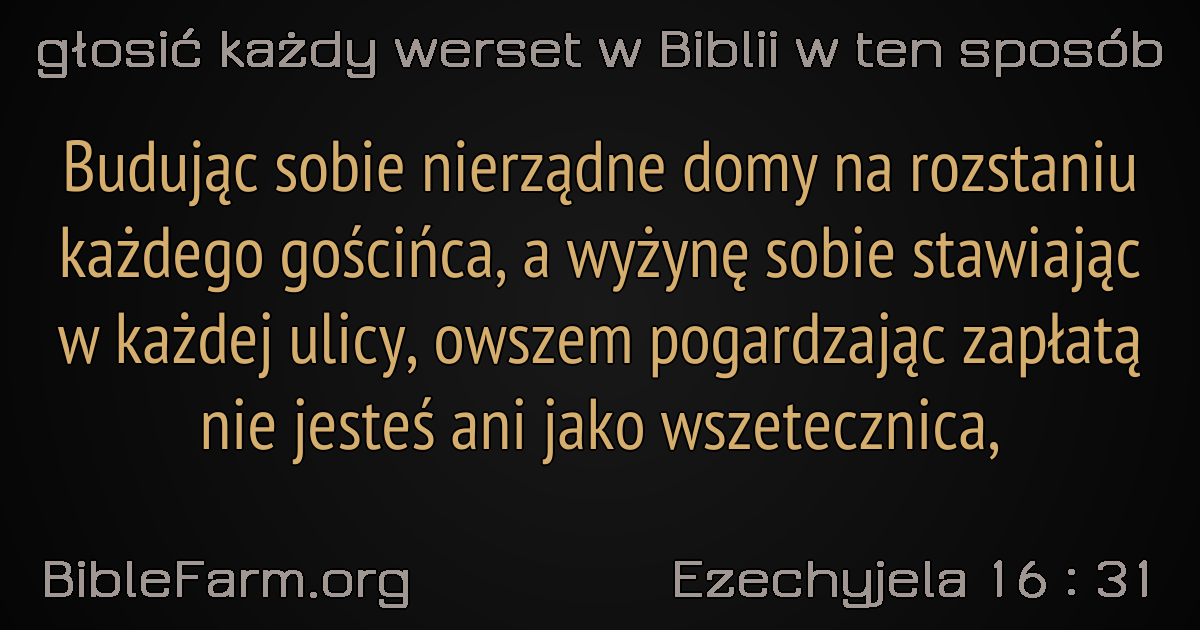 głosić każdy werset w Biblii w ten sposób
Budując sobie nierządne domy na rozstaniu
każdego gościńca, a wyżynę sobie stawiając
w każdej ulicy, owszem pogardzając zapłatą
nie jesteś ani jako wszetecznica,
BibleFarm.org
Ezechyjela 16 : 31